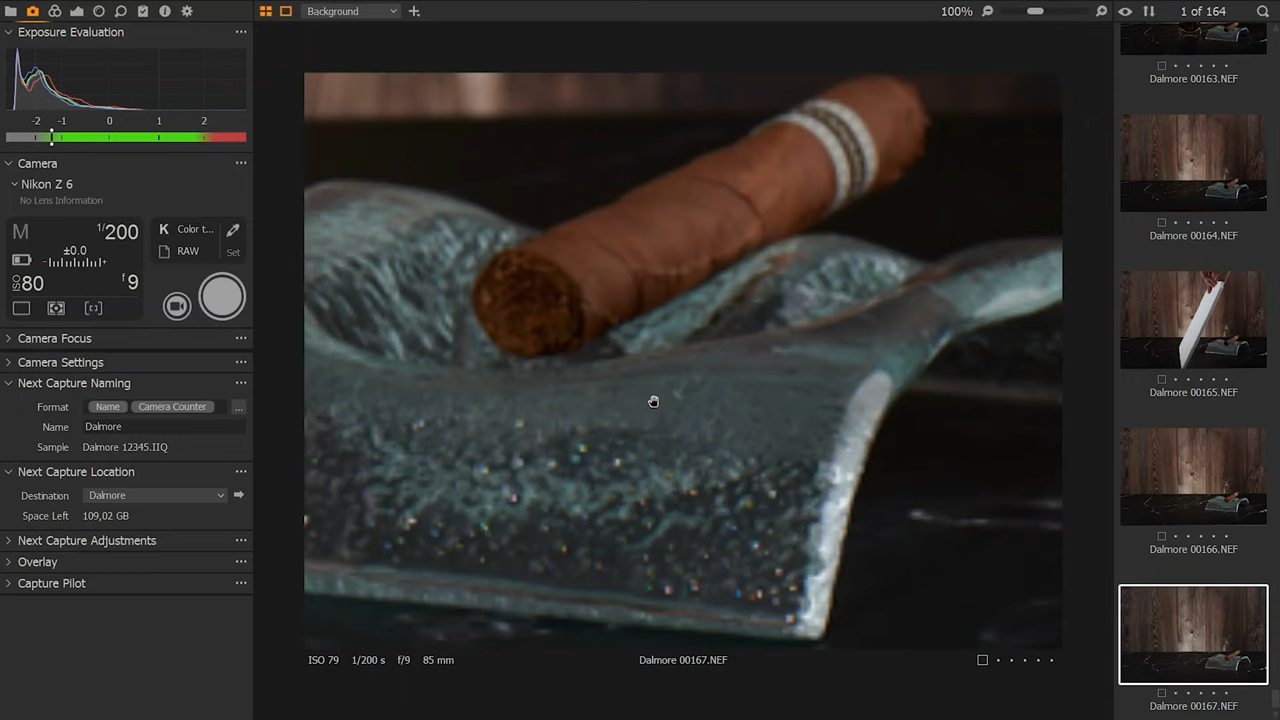 Background
100%
1 of 164
Exposure Evaluation
-2 -1 0 1 2
Camera
Nikon Z 6
No Lens Information
M 1/200
±0.0
- +
ISO 80 f 9
K Color t...
RAW Set
Camera Focus
Camera Settings
Next Capture Naming
Format Name Camera Counter ...
Name Dalmore
Sample Dalmore 12345.IIQ
Next Capture Location
Destination Dalmore
Space Left 109,02 GB
Next Capture Adjustments
Overlay
Capture Pilot
ISO 79 1/200 s f/9 85 mm
Dalmore 00167.NEF
Dalmore 00163.NEF
Dalmore 00164.NEF
Dalmore 00165.NEF
Dalmore 00166.NEF
Dalmore 00167.NEF